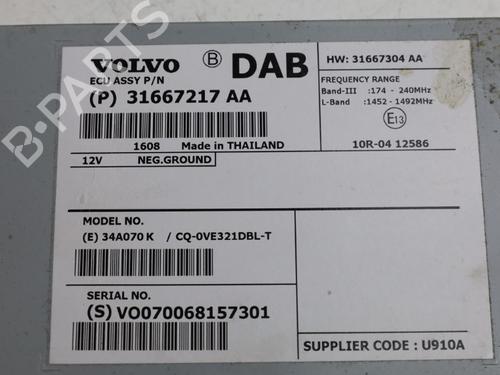 VOLVO B DAB
ECU ASSY P/N
(P) 31667217 AA
1608 Made in THAILAND
12V NEG.GROUND
HW: 31667304 AA
FREQUENCY RANGE
Band-III :174 - 240MHz
L-Band :1452 - 1492MHz
E13
10R-04 12586
MODEL NO.
(E) 34A070 K / CQ-0VE321DBL-T
SERIAL NO.
(S) VO070068157301
SUPPLIER CODE : U910A